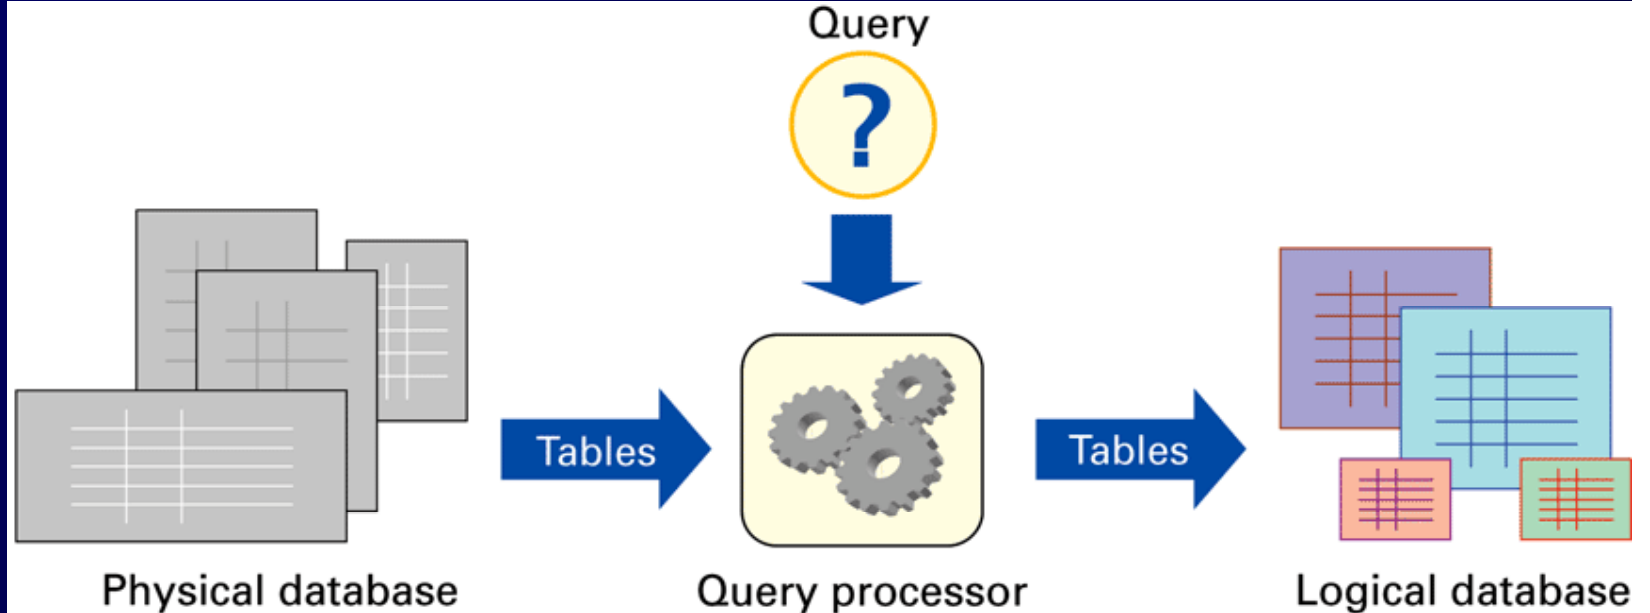 Query
?
Tables
Tables
Physical database
Query processor
Logical database